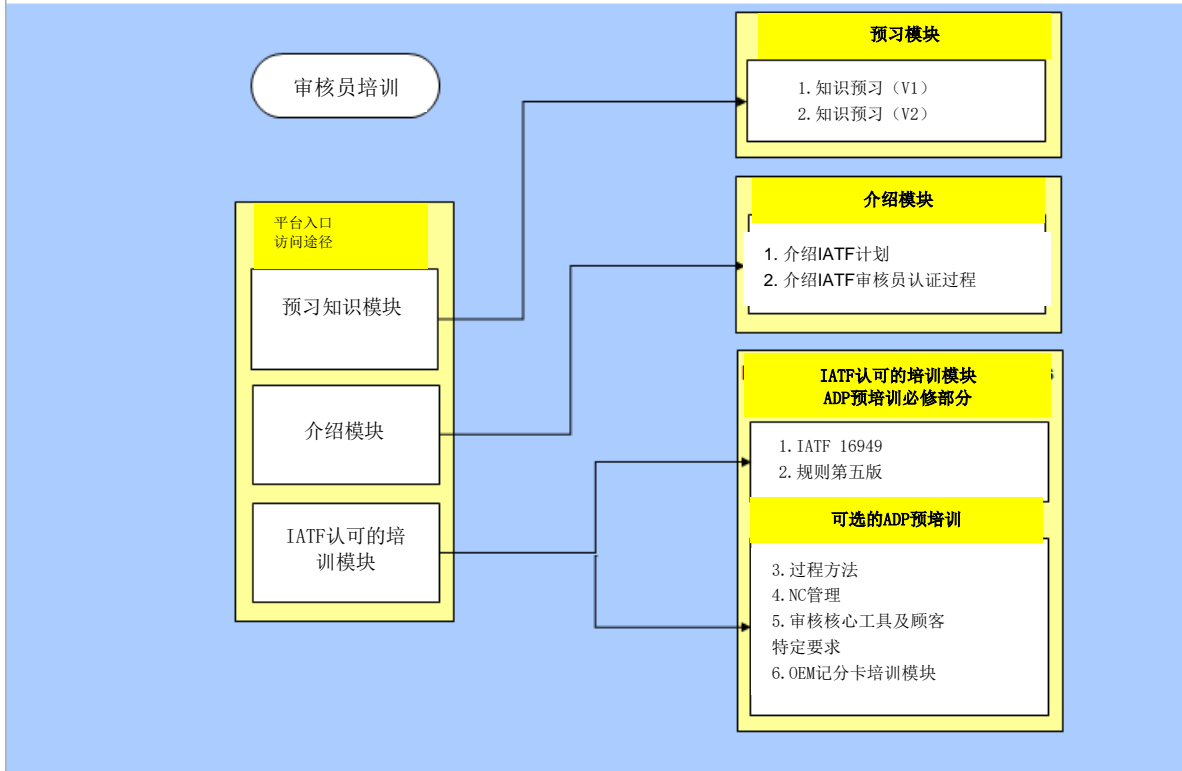 审核员培训
平台入口
访问途径
预习知识模块
介绍模块
IATF认可的培
训模块
预习模块
1.知识预习（V1）
2.知识预习（V2）
介绍模块
1. 介绍IATF计划
2. 介绍IATF审核员认证过程
IATF认可的培训模块
ADP预培训必修部分
1.IATF 16949
2.规则第五版
可选的ADP预培训
3.过程方法
4.NC管理
5.审核核心工具及顾客
特定要求
6.OEM记分卡培训模块